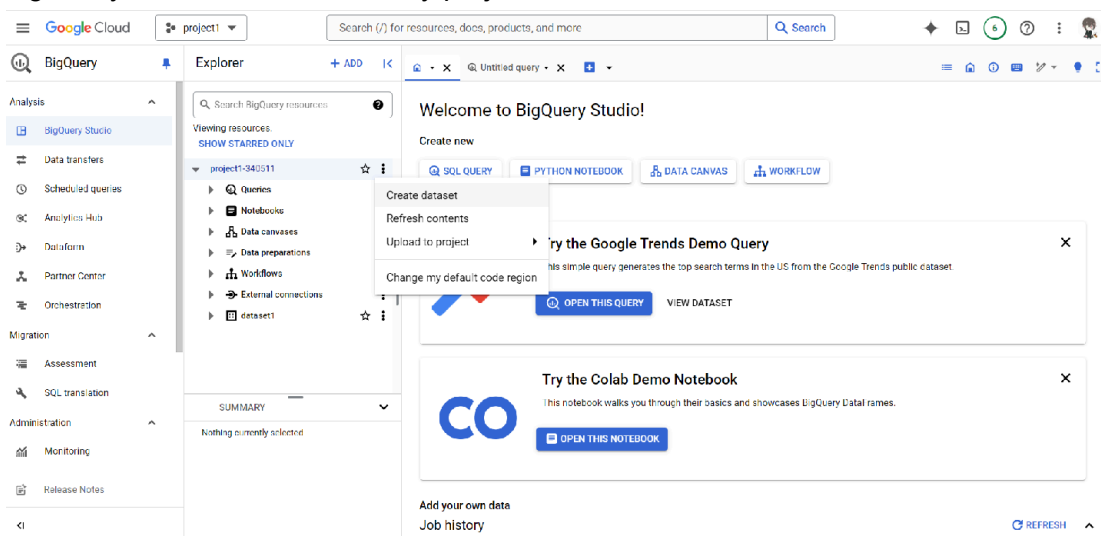 Google Cloud
project1
Search (/) for resources, docs, products, and more
Search
6
BigQuery
Analysis
BigQuery Studio
Data transfers
Scheduled queries
Analytics Hub
Dataform
Partner Center
Orchestration
Migration
Assessment
SQL translation
Administration
Monitoring
Release Notes
Explorer
+ ADD
Search BigQuery resources
Viewing resources.
SHOW STARRED ONLY
project1-340511
Queries
Notebooks
Data canvases
Data preparations
Workflows
External connections
dataset1
SUMMARY
Nothing currently selected
Create dataset
Refresh contents
Upload to project
Change my default code region
Untitled query
Welcome to BigQuery Studio!
Create new
SQL QUERY
PYTHON NOTEBOOK
DATA CANVAS
WORKFLOW
Try the Google Trends Demo Query
This simple query generates the top search terms in the US from the Google Trends public dataset.
OPEN THIS QUERY
VIEW DATASET
Try the Colab Demo Notebook
This notebook walks you through their basics and showcases BigQuery DataFrames.
OPEN THIS NOTEBOOK
Add your own data
Job history
REFRESH